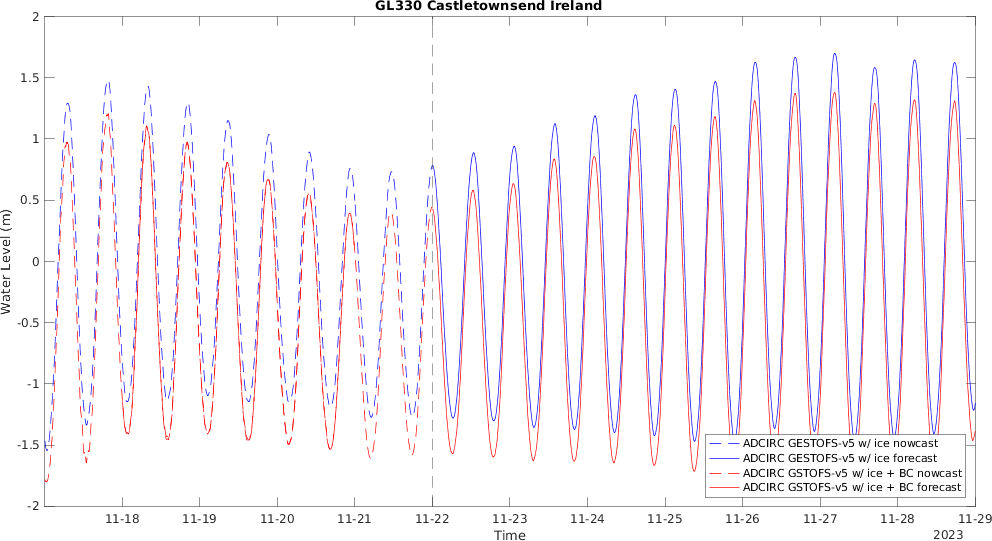 GL330 Castletownsend Ireland
2
1.5
1
0.5
0
-0.5
-1
-1.5
-2
Water Level (m)
ADCIRC GESTOFS-v5 w/ ice nowcast
ADCIRC GESTOFS-v5 w/ ice forecast
ADCIRC GSTOFS-v5 w/ ice + BC nowcast
ADCIRC GSTOFS-v5 w/ ice + BC forecast
11-18 11-19 11-20 11-21 11-22 11-23 11-24 11-25 11-26 11-27 11-28 11-29
Time
2023